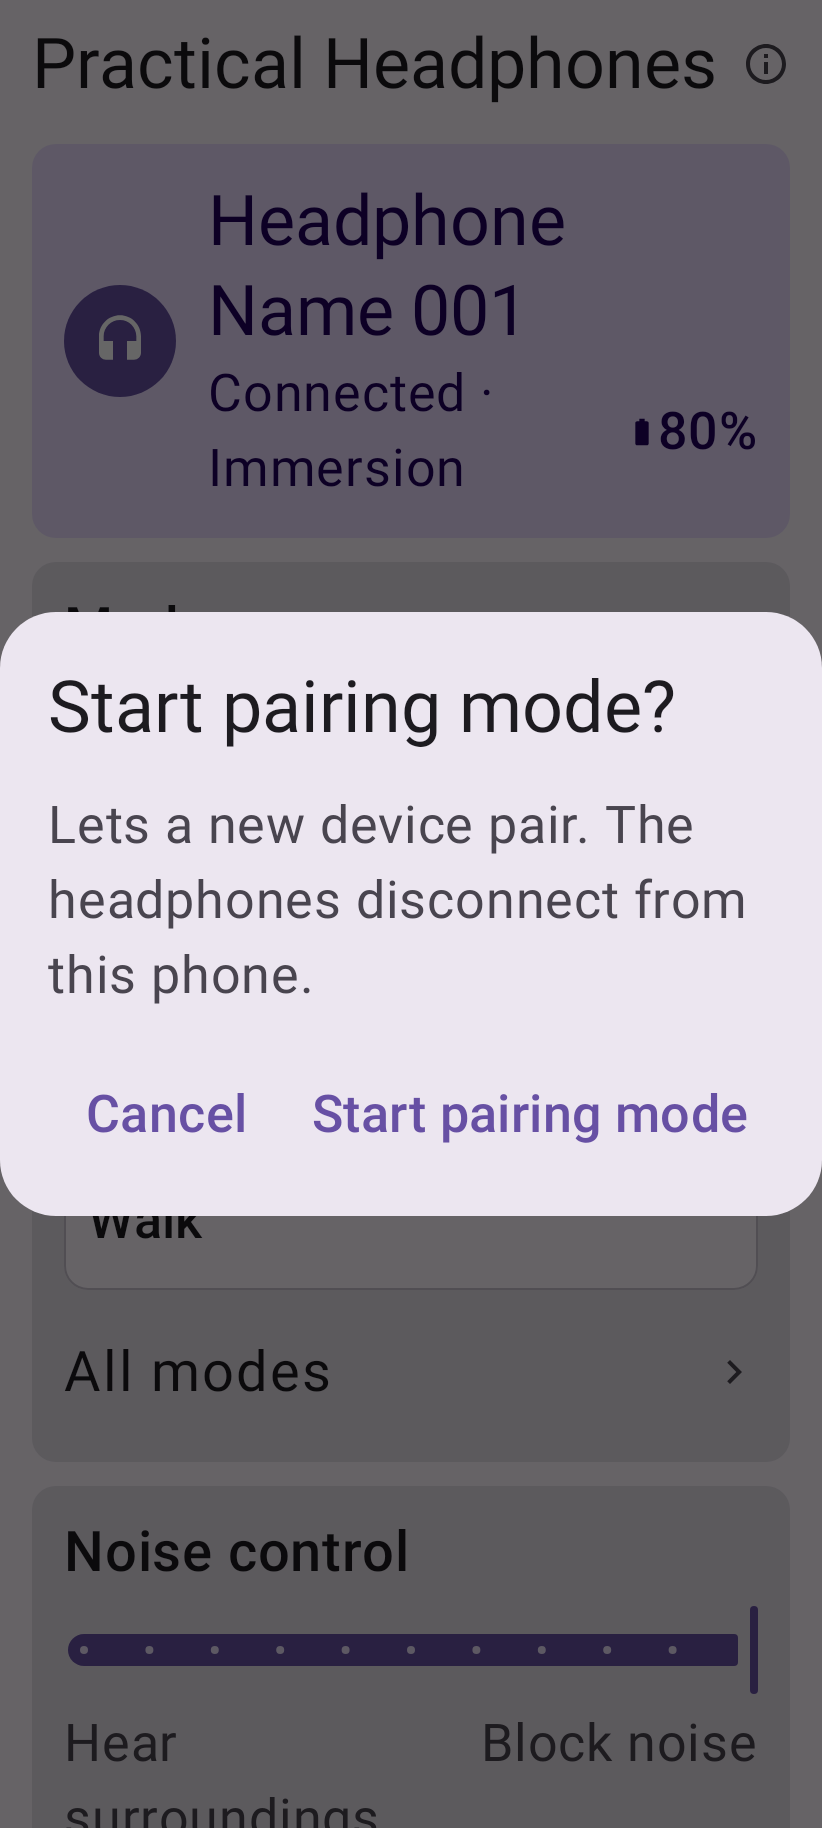 Practical Headphones
Headphone
Name 001
Connected ·
Immersion
80%
Start pairing mode?
Lets a new device pair. The
headphones disconnect from
this phone.
Cancel
Start pairing mode
Walk
All modes
Noise control
Hear
surroundings
Block noise